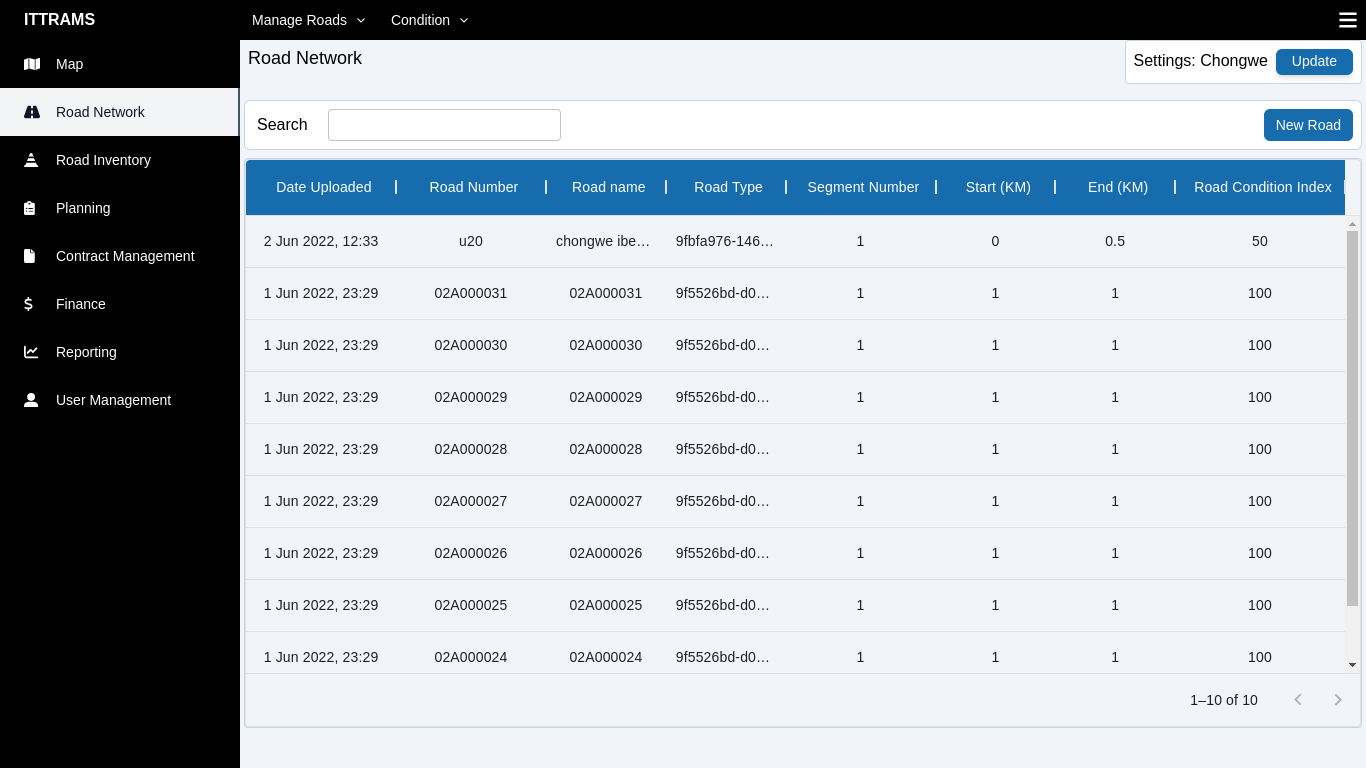 ITTRAMS
Manage Roads
Condition
Map
Road Network
Road Inventory
Planning
Contract Management
Finance
Reporting
User Management
Road Network
Settings: Chongwe
Update
Search
New Road
Date Uploaded Road Number Road name Road Type Segment Number Start (KM) End (KM) Road Condition Index
2 Jun 2022, 12:33 u20 chongwe ibe… 9fbfa976-146… 1 0 0.5 50
1 Jun 2022, 23:29 02A000031 02A000031 9f5526bd-d0… 1 1 1 100
1 Jun 2022, 23:29 02A000030 02A000030 9f5526bd-d0… 1 1 1 100
1 Jun 2022, 23:29 02A000029 02A000029 9f5526bd-d0… 1 1 1 100
1 Jun 2022, 23:29 02A000028 02A000028 9f5526bd-d0… 1 1 1 100
1 Jun 2022, 23:29 02A000027 02A000027 9f5526bd-d0… 1 1 1 100
1 Jun 2022, 23:29 02A000026 02A000026 9f5526bd-d0… 1 1 1 100
1 Jun 2022, 23:29 02A000025 02A000025 9f5526bd-d0… 1 1 1 100
1 Jun 2022, 23:29 02A000024 02A000024 9f5526bd-d0… 1 1 1 100
1–10 of 10